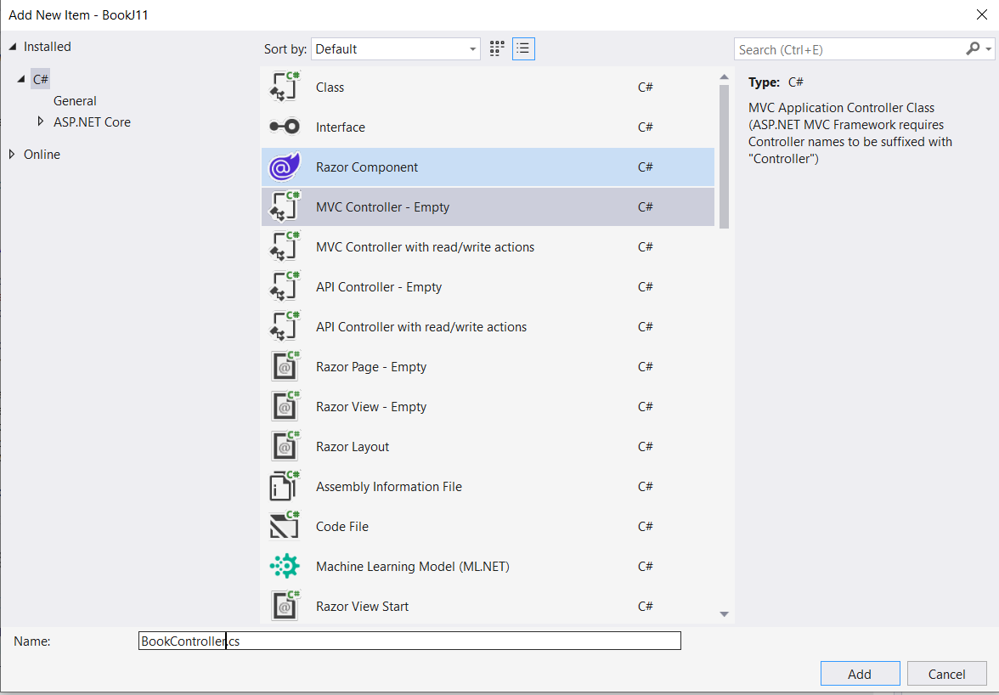 Add New Item - BookJ11
Installed
C#
General
ASP.NET Core
Online
Sort by: Default
Class C#
Interface C#
Razor Component C#
MVC Controller - Empty C#
MVC Controller with read/write actions C#
API Controller - Empty C#
API Controller with read/write actions C#
Razor Page - Empty C#
Razor View - Empty C#
Razor Layout C#
Assembly Information File C#
Code File C#
Machine Learning Model (ML.NET) C#
Razor View Start C#
Search (Ctrl+E)
Type: C#
MVC Application Controller Class
(ASP.NET MVC Framework requires
Controller names to be suffixed with
"Controller")
Name: BookController.cs
Add Cancel